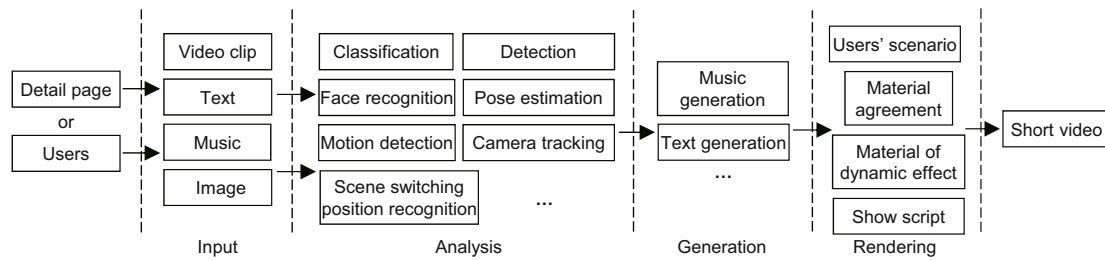 Detail page
or
Users
Video clip
Text
Music
Image
Input
Classification
Detection
Face recognition
Pose estimation
Motion detection
Camera tracking
Scene switching
position recognition
...
Analysis
Music
generation
Text generation
...
Generation
Users' scenario
Material
agreement
Material of
dynamic effect
Show script
Rendering
Short video